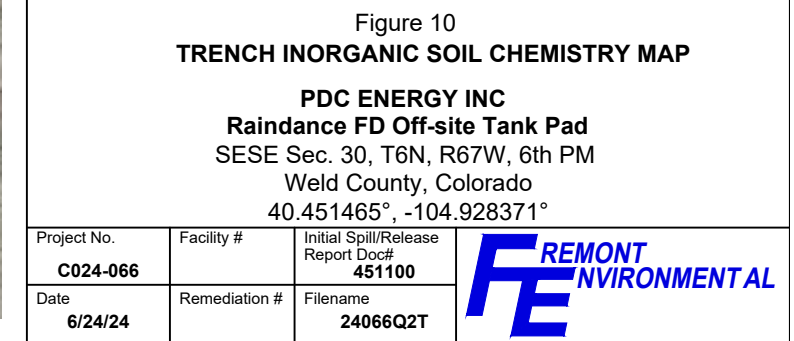 Figure 10
TRENCH INORGANIC SOIL CHEMISTRY MAP
PDC ENERGY INC
Raindance FD Off-site Tank Pad
SESE Sec. 30, T6N, R67W, 6th PM
Weld County, Colorado
40.451465°, -104.928371°
Project No.
C024-066
Facility #
Initial Spill/Release
Report Doc#
451100
Date
6/24/24
Remediation #
Filename
24066Q2T
FREMONT
ENVIRONMENTAL